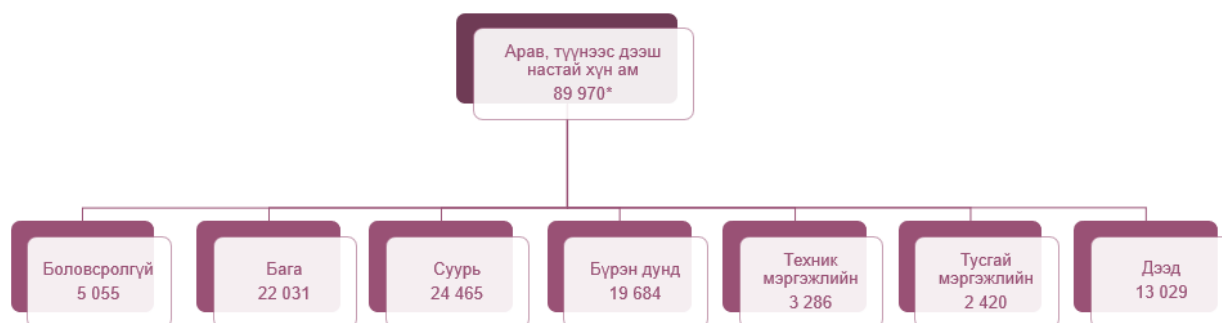 Арав, түүнээс дээш
настай хүн ам
89 970*
Боловсролгүй
5 055
Бага
22 031
Суурь
24 465
Бүрэн дунд
19 684
Техник
мэргэжлийн
3 286
Тусгай
мэргэжлийн
2 420
Дээд
13 029